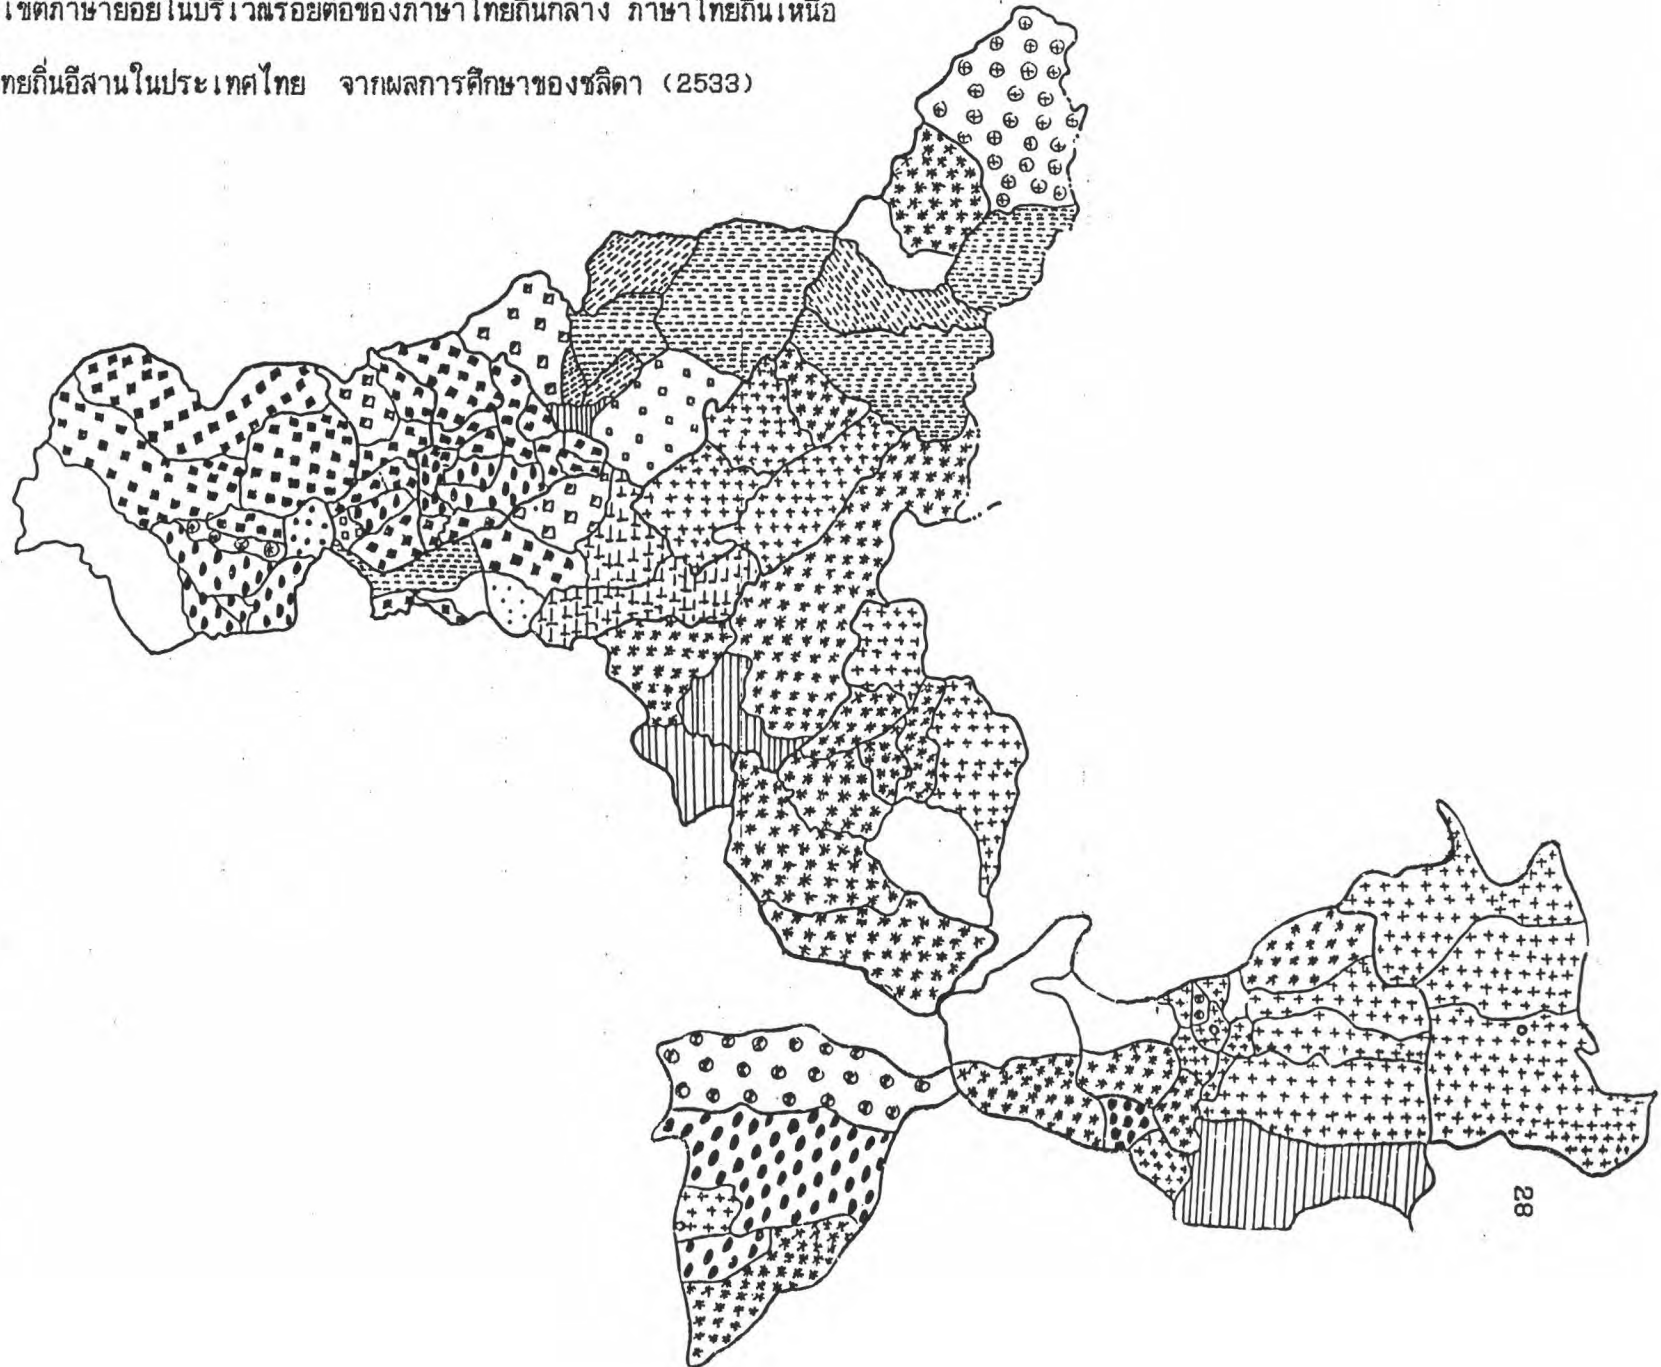 เขตภาษาย่อยในบริเวณรอยต่อของภาษาไทยถิ่นกลาง ภาษาไทยถิ่นเหนือ
ทยถิ่นอีสานในประเทศไทย จากผลการศึกษาของชลิดา (2533)
28